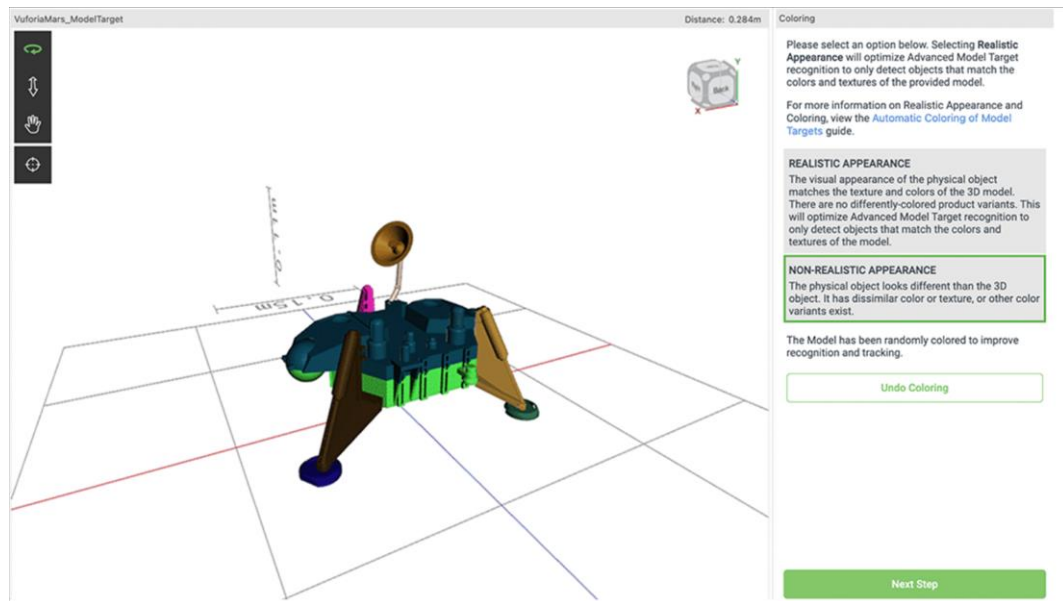 VuforiaMars_ModelTarget
Distance: 0.284m
Y
Back
X
0.15m
Coloring
Please select an option below. Selecting Realistic
Appearance will optimize Advanced Model Target
recognition to only detect objects that match the
colors and textures of the provided model.
For more information on Realistic Appearance and
Coloring, view the Automatic Coloring of Model
Targets guide.
REALISTIC APPEARANCE
The visual appearance of the physical object
matches the texture and colors of the 3D model.
There are no differently-colored product variants. This
will optimize Advanced Model Target recognition to
only detect objects that match the colors and
textures of the model.
NON-REALISTIC APPEARANCE
The physical object looks different than the 3D
object. It has dissimilar color or texture, or other color
variants exist.
The Model has been randomly colored to improve
recognition and tracking.
Undo Coloring
Next Step